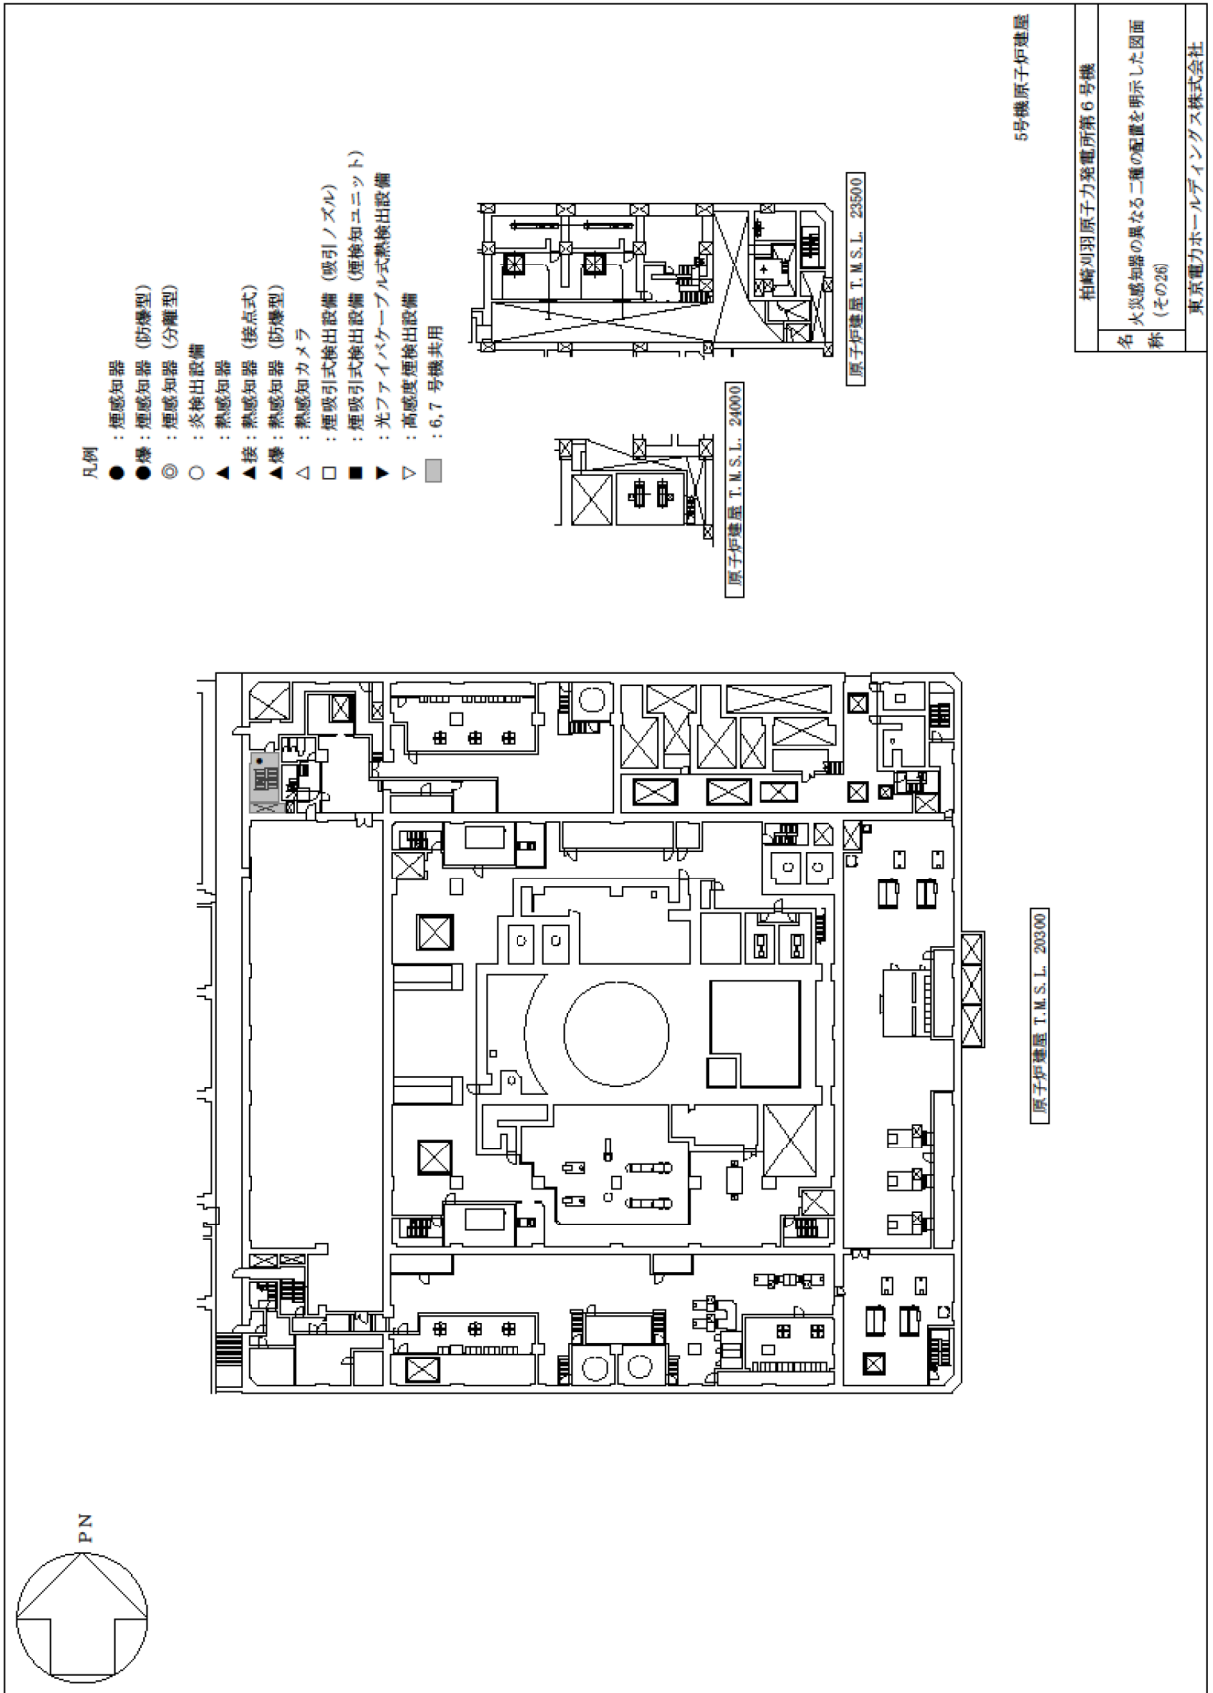 PN
凡例
● : 煙感知器
●爆 : 煙感知器 (防爆型)
◎ : 煙感知器 (分離型)
○ : 炎検出設備
▲ : 熱感知器
▲接 : 熱感知器 (接点式)
▲爆 : 熱感知器 (防爆型)
△ : 熱感知カメラ
□ : 煙吸引式検出設備 (吸引ノズル)
■ : 煙吸引式検出設備 (煙検知ユニット)
▼ : 光ファイバケーブル式熱検出設備
▽ : 高感度煙検出設備
: 6,7 号機共用
原子炉建屋 T.M.S.L. 24000
原子炉建屋 T.M.S.L. 23500
原子炉建屋 T.M.S.L. 20300
5号機原子炉建屋
柏崎刈羽原子力発電所第6号機
名称
火災感知器の異なる二種の配置を明示した図面
(その26)
東京電力ホールディングス株式会社